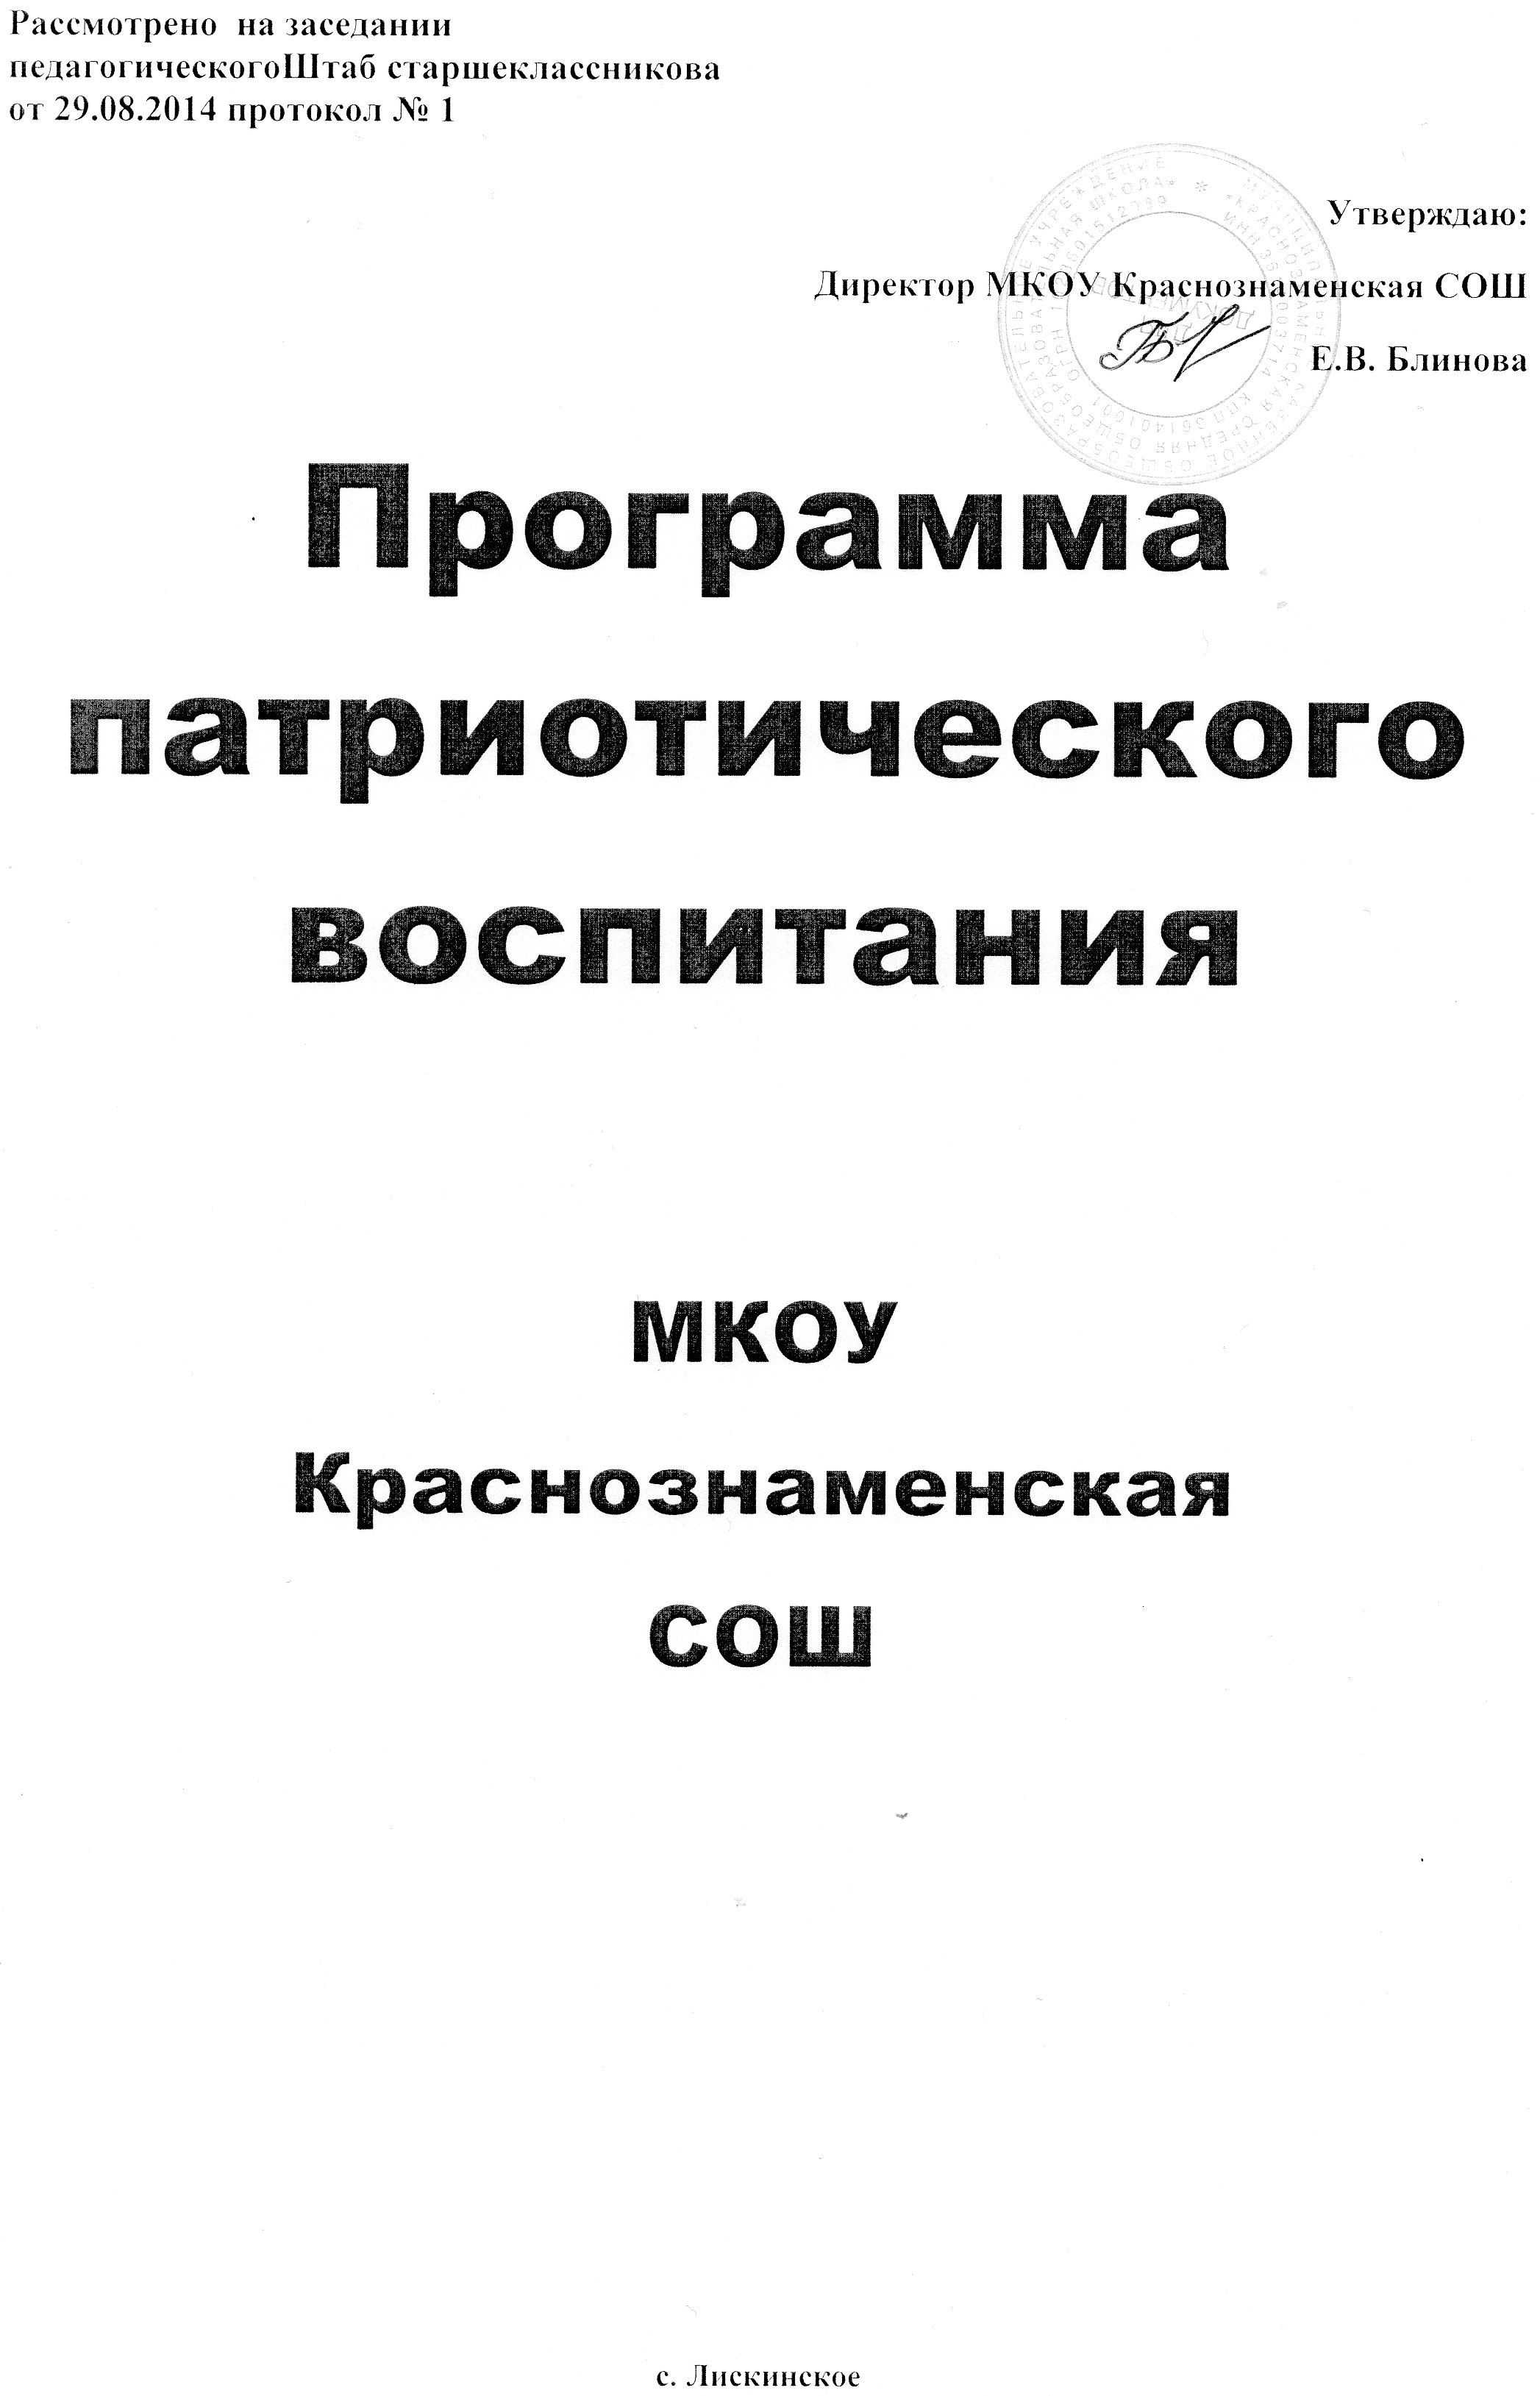 Рассмотрено  на заседании
педагогическогоШтаб старшеклассникова
от 29.08.2014 протокол № 1
Утверждаю:
Директор МКОУ Краснознаменская СОШ
Е.В. Блинова
Программа
патриотического
воспитания
МКОУ
Краснознаменская
СОШ
с. Лискинское